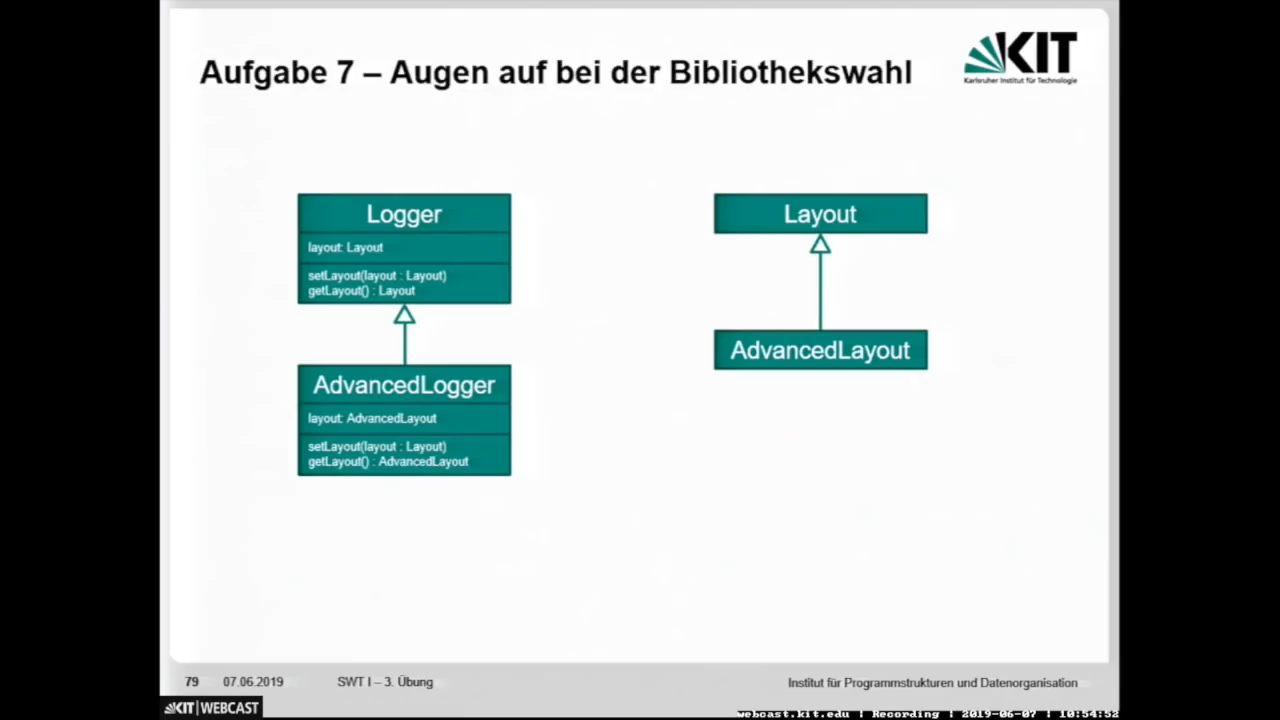 Aufgabe 7 – Augen auf bei der Bibliothekswahl
KIT
Karlsruher Institut für Technologie
Logger
layout: Layout
setLayout(layout : Layout)
getLayout() : Layout
AdvancedLogger
layout: AdvancedLayout
setLayout(layout : Layout)
getLayout() : AdvancedLayout
Layout
AdvancedLayout
79 07.06.2019 SWT I – 3. Übung Institut für Programmstrukturen und Datenorganisation
KIT | WEBCAST
webcast.kit.edu | Recording | 2019-06-07 | 10:54:52